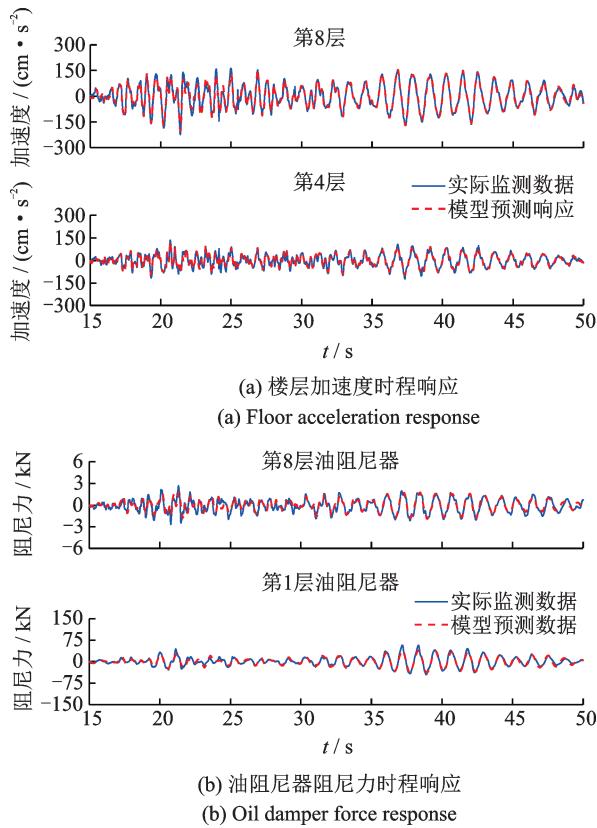 第8层
300
150
0
−150
−300
加速度 / (cm·s⁻²)
第4层
实际监测数据
模型预测响应
300
150
0
−150
−300
加速度 / (cm·s⁻²)
15 20 25 30 35 40 45 50
t / s
(a) 楼层加速度时程响应
(a) Floor acceleration response
第8层油阻尼器
6
3
0
−3
−6
阻尼力 / kN
第1层油阻尼器
实际监测数据
模型预测数据
150
75
0
−75
−150
阻尼力 / kN
15 20 25 30 35 40 45 50
t / s
(b) 油阻尼器阻尼力时程响应
(b) Oil damper force response